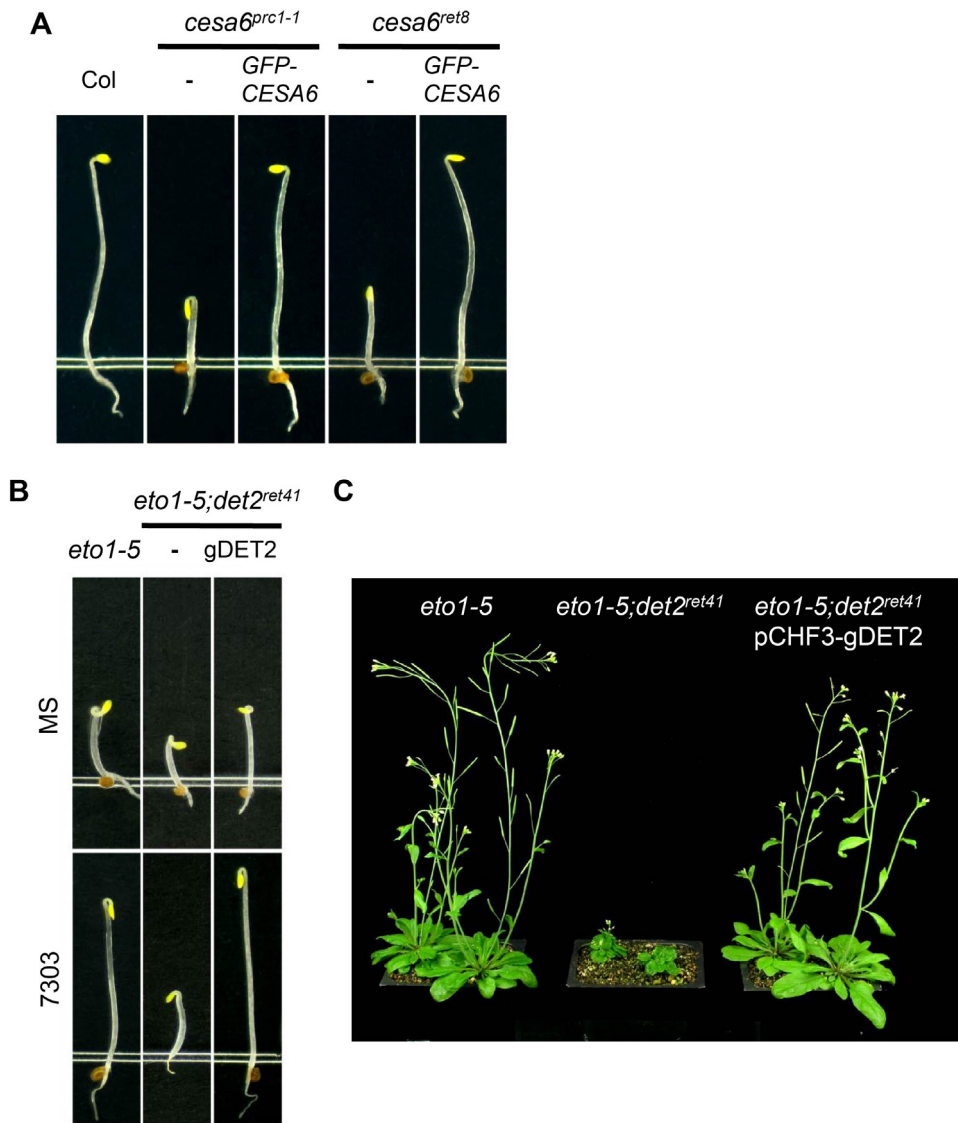 A
cesa6prc1-1
cesa6ret8
Col
-
GFP-
CESA6
-
GFP-
CESA6
B
eto1-5;det2ret41
eto1-5
-
gDET2
MS
7303
C
eto1-5
eto1-5;det2ret41
eto1-5;det2ret41
pCHF3-gDET2